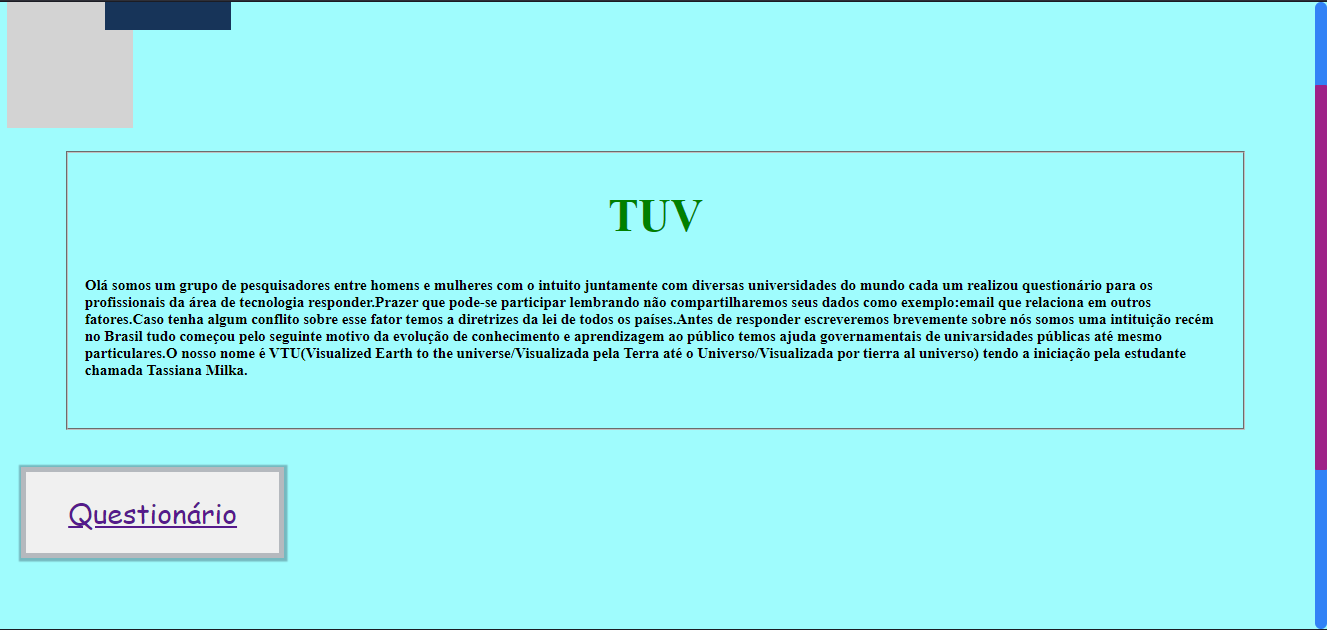 TUV
Olá somos um grupo de pesquisadores entre homens e mulheres com o intuito juntamente com diversas universidades do mundo cada um realizou questionário para os
profissionais da área de tecnologia responder.Prazer que pode-se participar lembrando não compartilharemos seus dados como exemplo:email que relaciona em outros
fatores.Caso tenha algum conflito sobre esse fator temos a diretrizes da lei de todos os países.Antes de responder escreveremos brevemente sobre nós somos uma intituição recém
no Brasil tudo começou pelo seguinte motivo da evolução de conhecimento e aprendizagem ao público temos ajuda governamentais de univarsidades públicas até mesmo
particulares.O nosso nome é VTU(Visualized Earth to the universe/Visualizada pela Terra até o Universo/Visualizada por tierra al universo) tendo a iniciação pela estudante
chamada Tassiana Milka.
Questionário